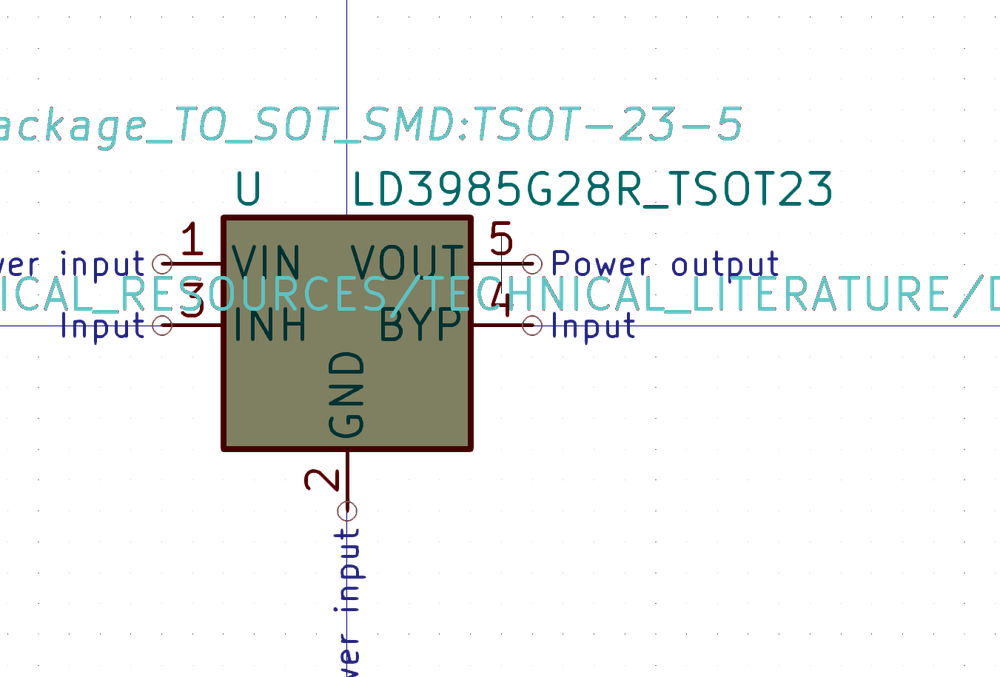 ackage_TO_SOT_SMD:TSOT-23-5
U LD3985G28R_TSOT23
1 5
wer input VIN VOUT Power output
ICAL_RESOURCES/TECHNICAL_LITERATURE/D
3 4
Input INH BYP Input
GND
2
wer input